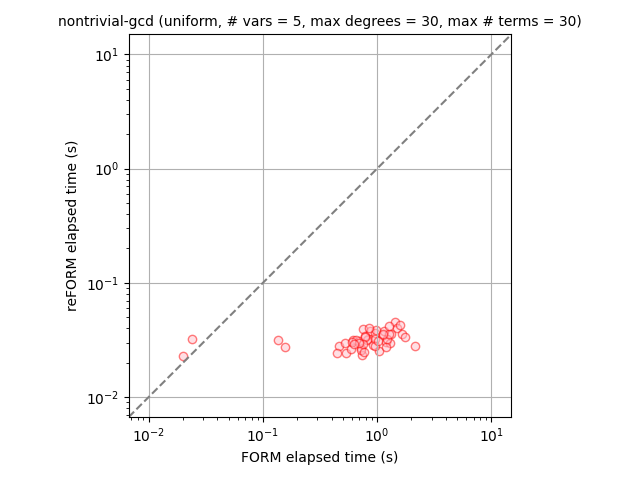 nontrivial-gcd (uniform, # vars = 5, max degrees = 30, max # terms = 30)
reFORM elapsed time (s)
10¹
10⁰
10⁻¹
10⁻²
10⁻² 10⁻¹ 10⁰ 10¹
FORM elapsed time (s)